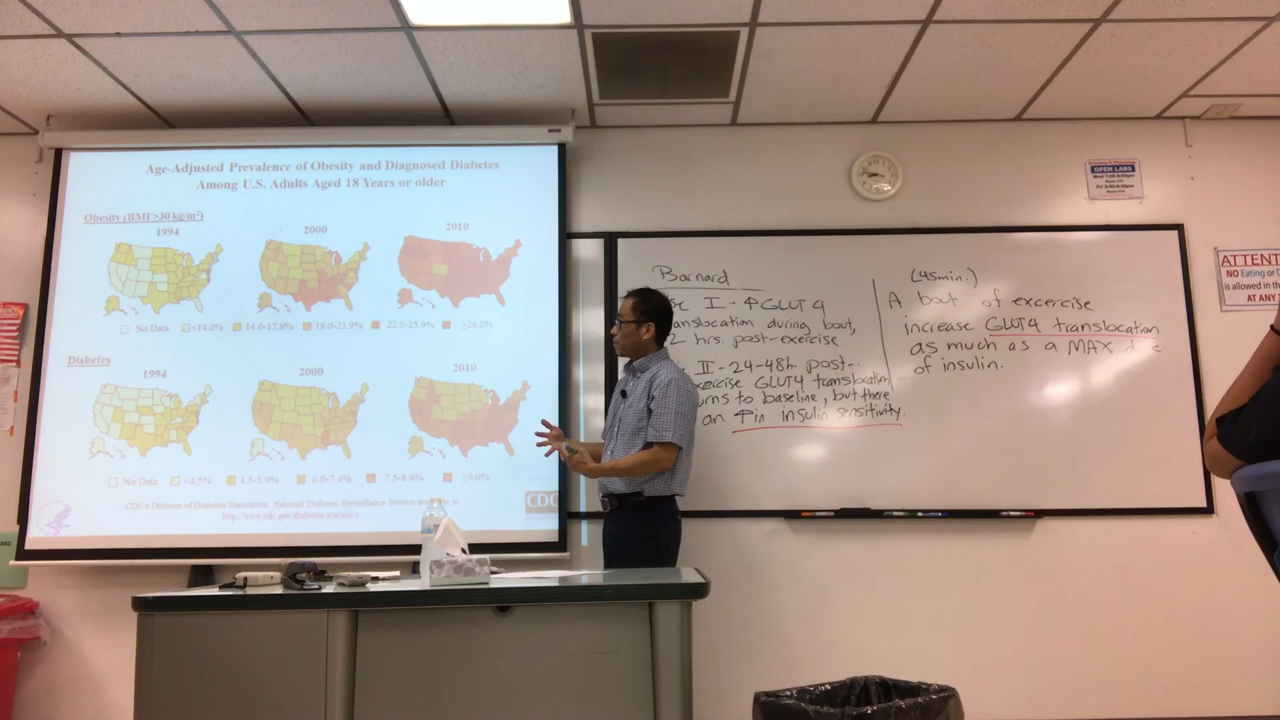 Age-Adjusted Prevalence of Obesity and Diagnosed Diabetes
Among U.S. Adults Aged 18 Years or older
Obesity (BMI >30 kg/m²)
1994
2000
2010
No Data
<14.0%
14.0-17.9%
18.0-21.9%
22.0-25.9%
≥26.0%
Diabetes
1994
2000
2010
No Data
<4.5%
4.5-5.9%
6.0-7.4%
7.5-8.9%
≥9.0%
CDC's Division of Diabetes Translation. National Diabetes Surveillance System at
http://www.cdc.gov/diabetes/statistics
CDC
Barnard
I - ↑GLUT4
anslocation during bout,
2 hrs. post-exercise
II - 24-48h. post-
xercise GLUT4 translocation
urns to baseline, but there
an ↑ in insulin sensitivity.
(45min.)
A bout of excercise
increase GLUT4 translocation
as much as a MAX
of insulin.
OPEN LABS
ATTENT
NO Eating or D
is allowed in the
AT ANY